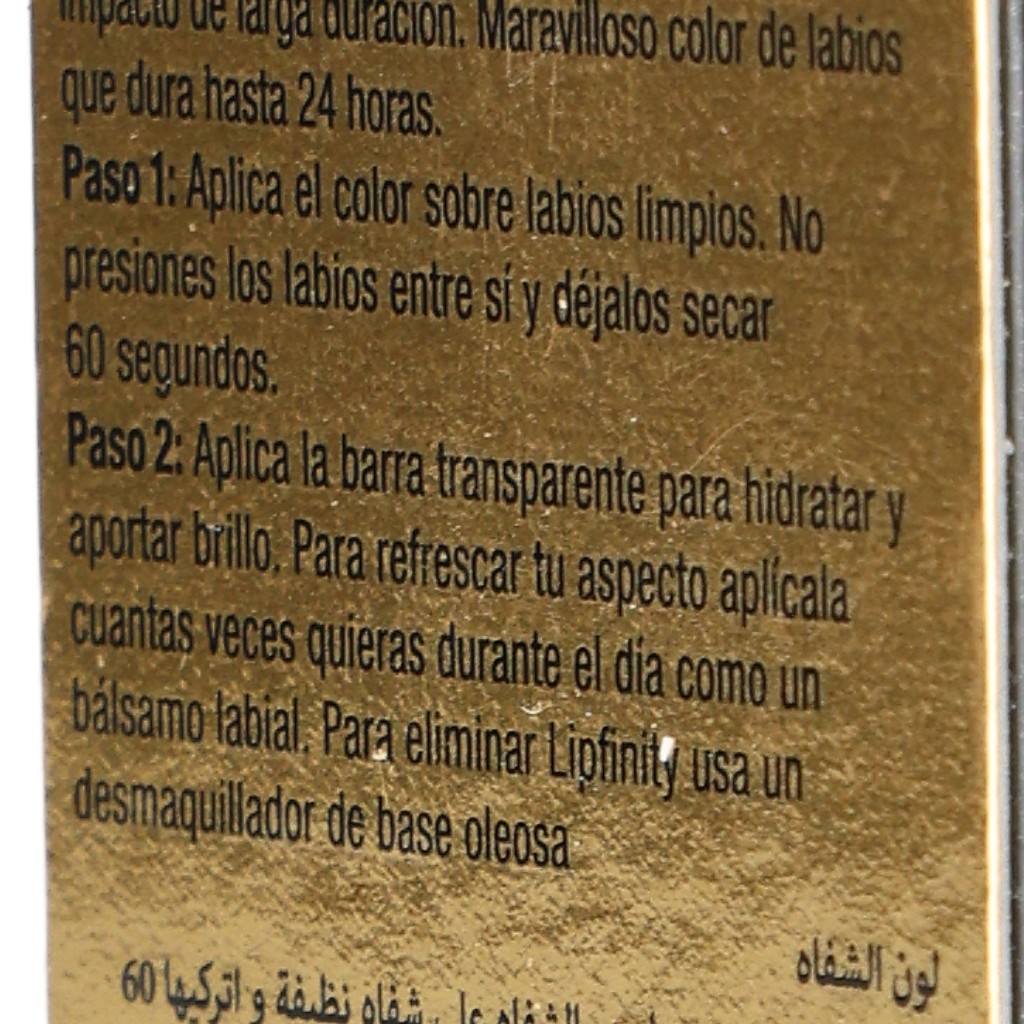 Impacto de larga duración. Maravilloso color de labios
que dura hasta 24 horas.
Paso 1: Aplica el color sobre labios limpios. No
presiones los labios entre sí y déjalos secar
60 segundos.
Paso 2: Aplica la barra transparente para hidratar y
aportar brillo. Para refrescar tu aspecto aplícala
cuantas veces quieras durante el día como un
bálsamo labial. Para eliminar Lipfinity usa un
desmaquillador de base oleosa
لون الشفاه
الشفاه على شفاه نظيفة و اتركيها 60